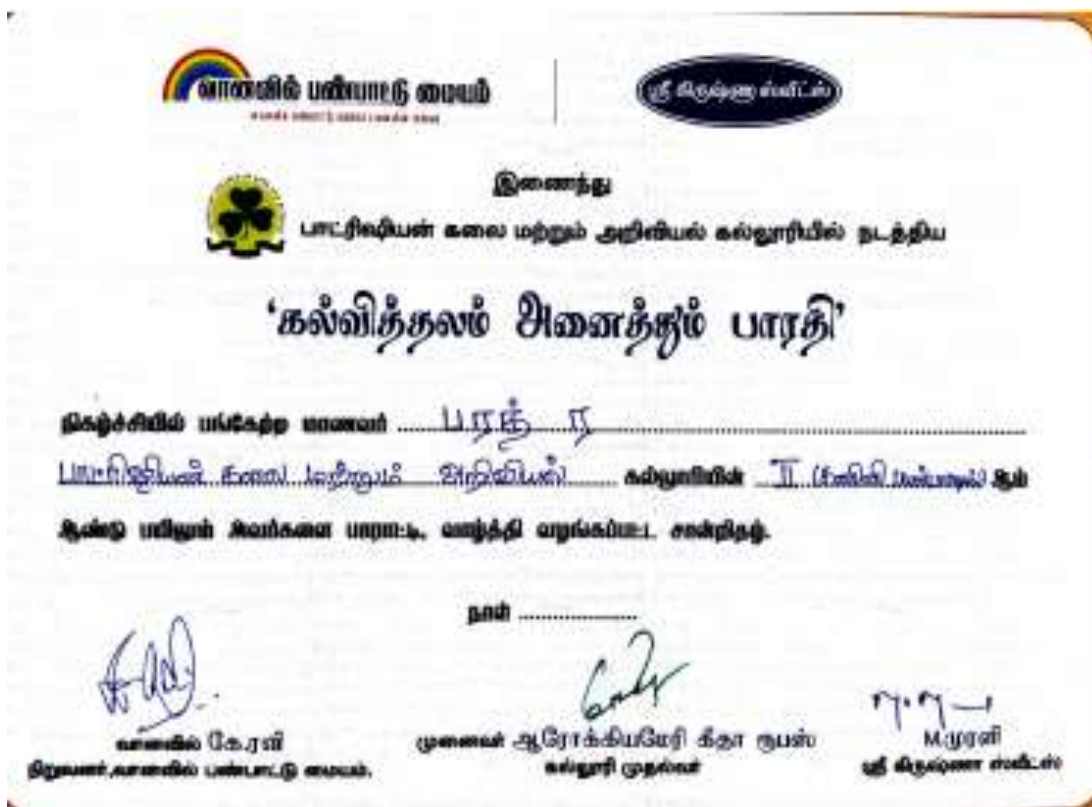 வானவில் பண்பாட்டு மையம்
ஸ்ரீ கிருஷ்ணா ஸ்வீட்ஸ்
இணைந்து
பாட்ரிஷியன் கலை மற்றும் அறிவியல் கல்லூரியில் நடத்திய
'கல்வித்தலம் அனைத்தும் பாரதி'
நிகழ்ச்சியில் பங்கேற்ற மாணவர் பரத் ர
பாட்ரிஷியன் கலை மற்றும் அறிவியல் கல்லூரியின் II ஆம்
ஆண்டு பயிலும் அவர்களை பாராட்டி, வாழ்த்தி வழங்கப்பட்ட சான்றிதழ்.
நாள்
வானவில் கே.ரவி முனைவர் ஆரோக்கியமேரி கீதா ரூபஸ் M.முரளி
நிறுவனர்,வானவில் பண்பாட்டு மையம். கல்லூரி முதல்வர் ஸ்ரீ கிருஷ்ணா ஸ்வீட்ஸ்